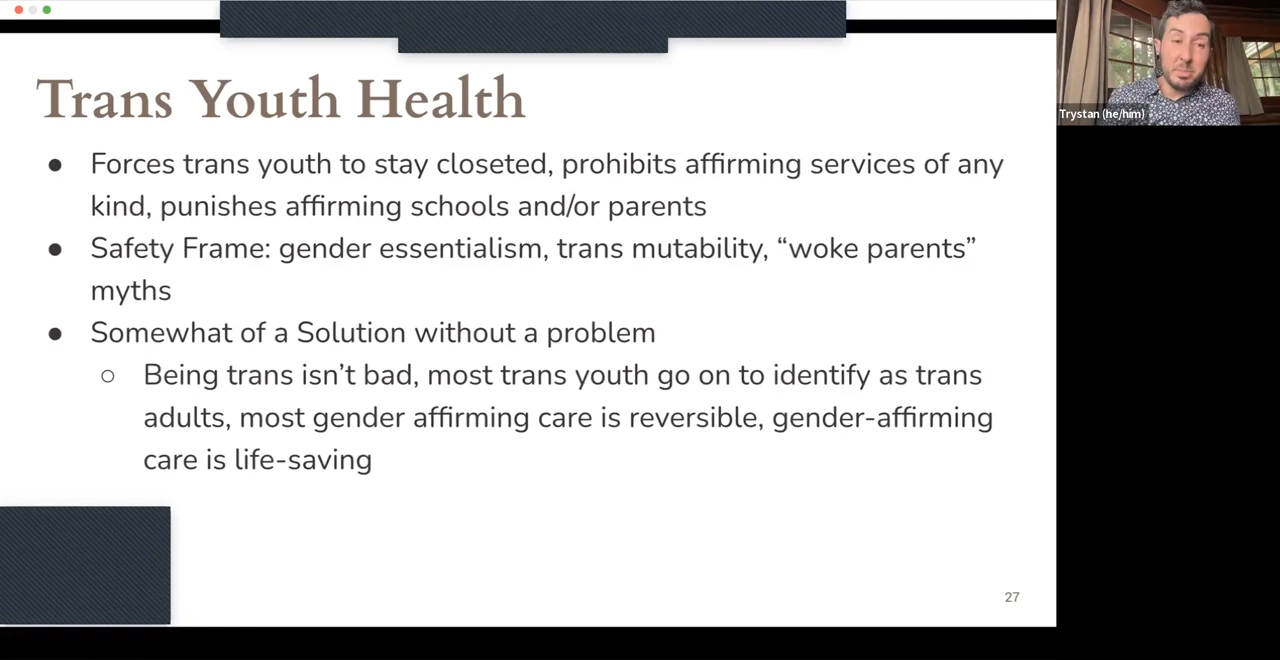 Trans Youth Health
● Forces trans youth to stay closeted, prohibits affirming services of any
kind, punishes affirming schools and/or parents
● Safety Frame: gender essentialism, trans mutability, “woke parents”
myths
● Somewhat of a Solution without a problem
○ Being trans isn’t bad, most trans youth go on to identify as trans
adults, most gender affirming care is reversible, gender-affirming
care is life-saving
27
Trystan (he/him)